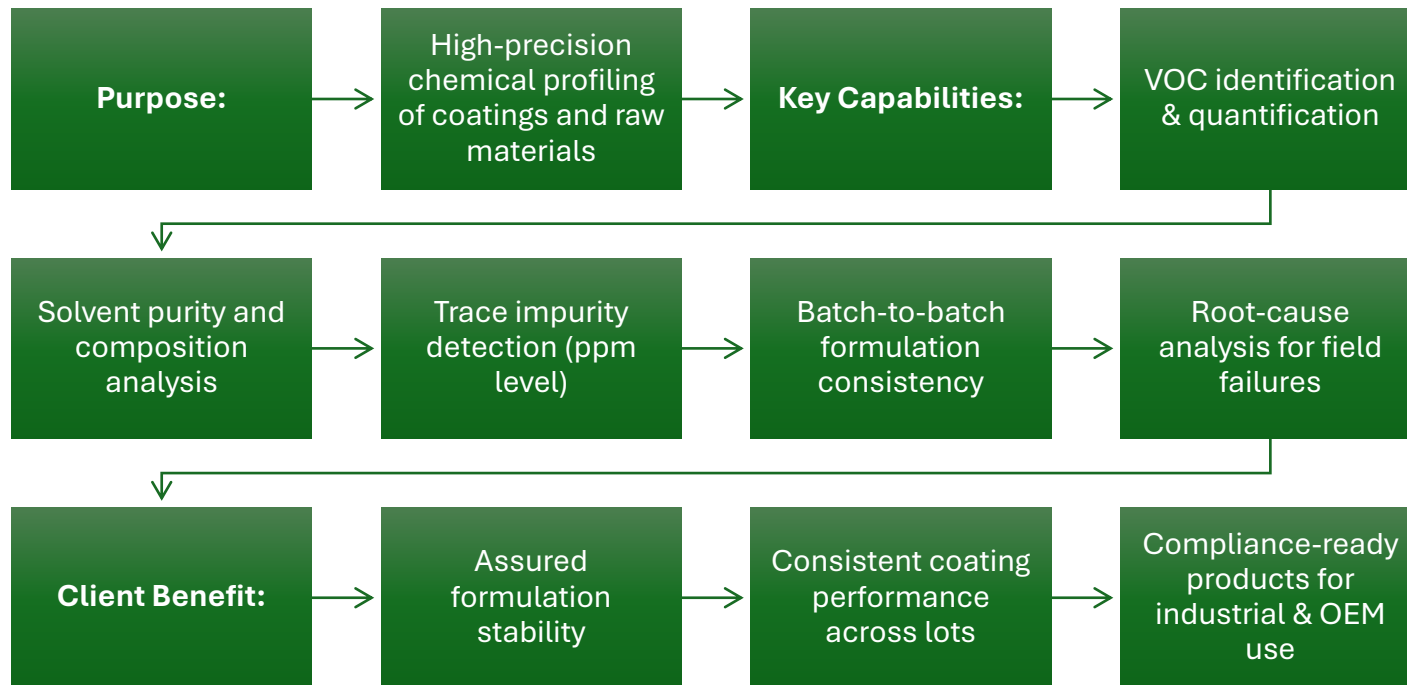 Purpose:
High-precision
chemical profiling
of coatings and raw
materials
Key Capabilities:
VOC identification
& quantification
Solvent purity and
composition
analysis
Trace impurity
detection (ppm
level)
Batch-to-batch
formulation
consistency
Root-cause
analysis for field
failures
Client Benefit:
Assured
formulation
stability
Consistent coating
performance
across lots
Compliance-ready
products for
industrial & OEM
use